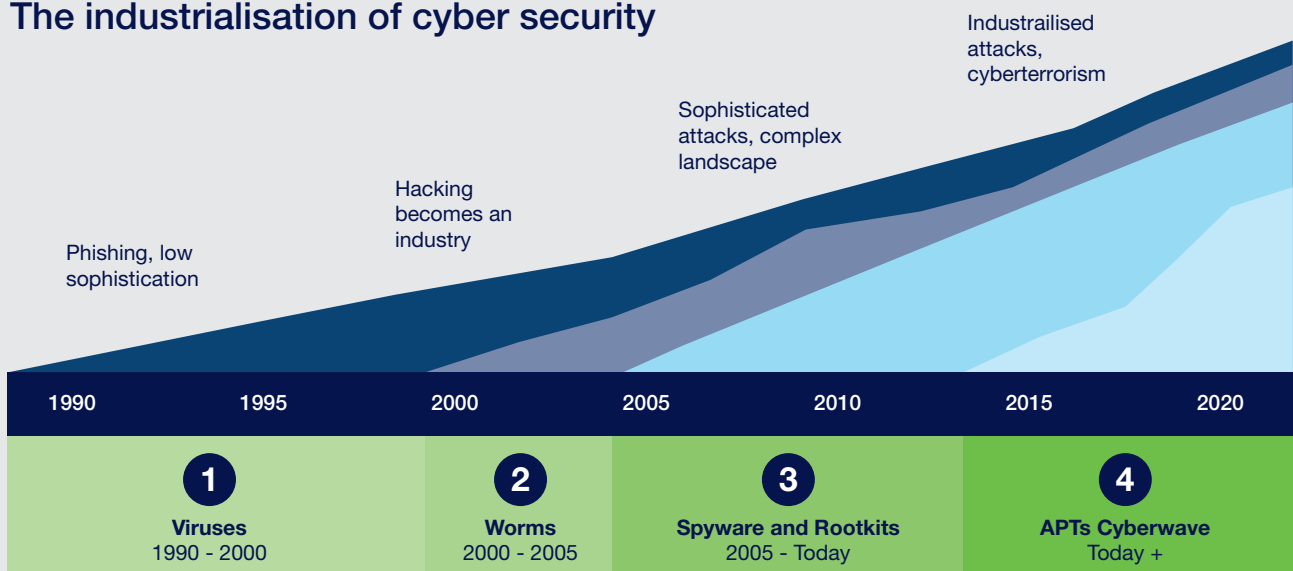 The industrialisation of cyber security
Phishing, low
sophistication
Hacking
becomes an
industry
Sophisticated
attacks, complex
landscape
Industrailised
attacks,
cyberterrorism
1990 1995 2000 2005 2010 2015 2020
1
Viruses
1990 - 2000
2
Worms
2000 - 2005
3
Spyware and Rootkits
2005 - Today
4
APTs Cyberwave
Today +